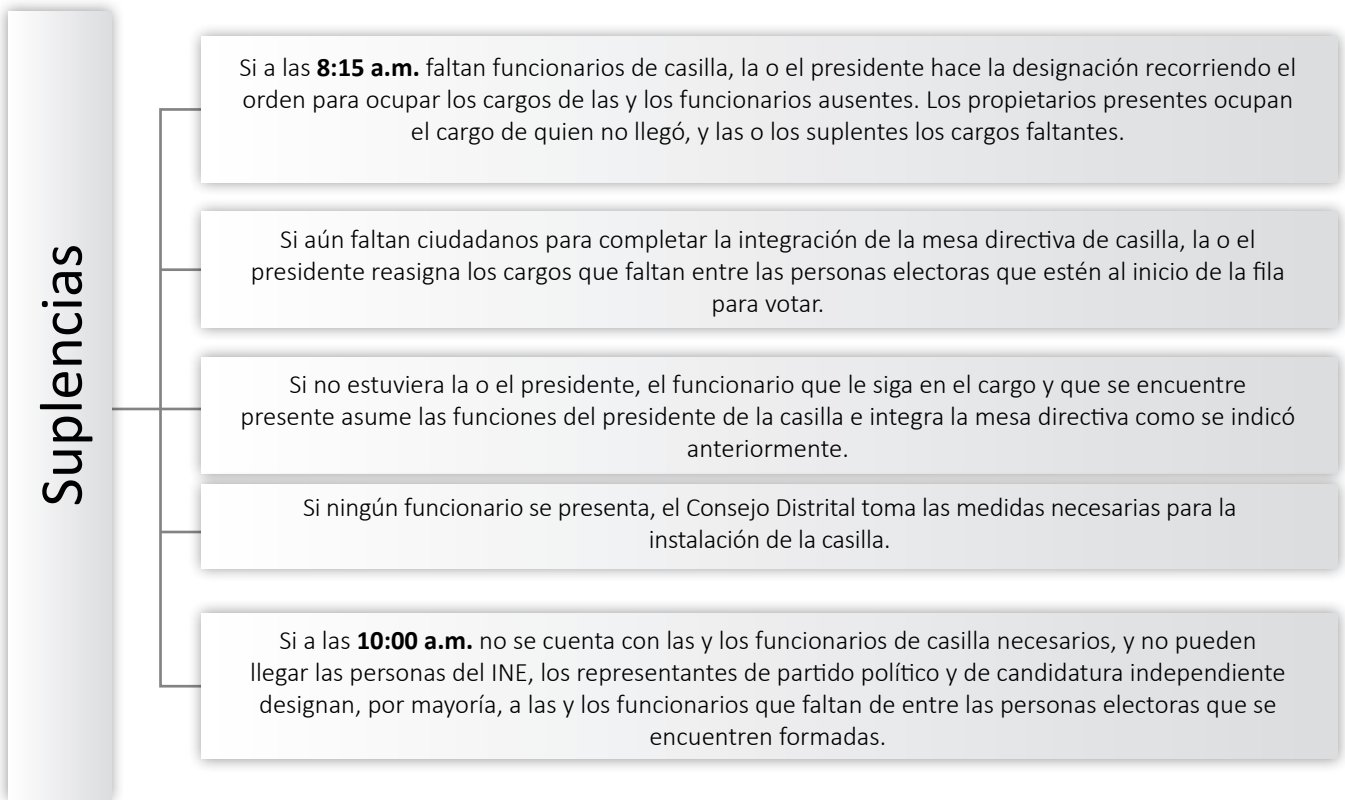 Suplencias
Si a las 8:15 a.m. faltan funcionarios de casilla, la o el presidente hace la designación recorriendo el
orden para ocupar los cargos de las y los funcionarios ausentes. Los propietarios presentes ocupan
el cargo de quien no llegó, y las o los suplentes los cargos faltantes.
Si aún faltan ciudadanos para completar la integración de la mesa directiva de casilla, la o el
presidente reasigna los cargos que faltan entre las personas electoras que estén al inicio de la fila
para votar.
Si no estuviera la o el presidente, el funcionario que le siga en el cargo y que se encuentre
presente asume las funciones del presidente de la casilla e integra la mesa directiva como se indicó
anteriormente.
Si ningún funcionario se presenta, el Consejo Distrital toma las medidas necesarias para la
instalación de la casilla.
Si a las 10:00 a.m. no se cuenta con las y los funcionarios de casilla necesarios, y no pueden
llegar las personas del INE, los representantes de partido político y de candidatura independiente
designan, por mayoría, a las y los funcionarios que faltan de entre las personas electoras que se
encuentren formadas.